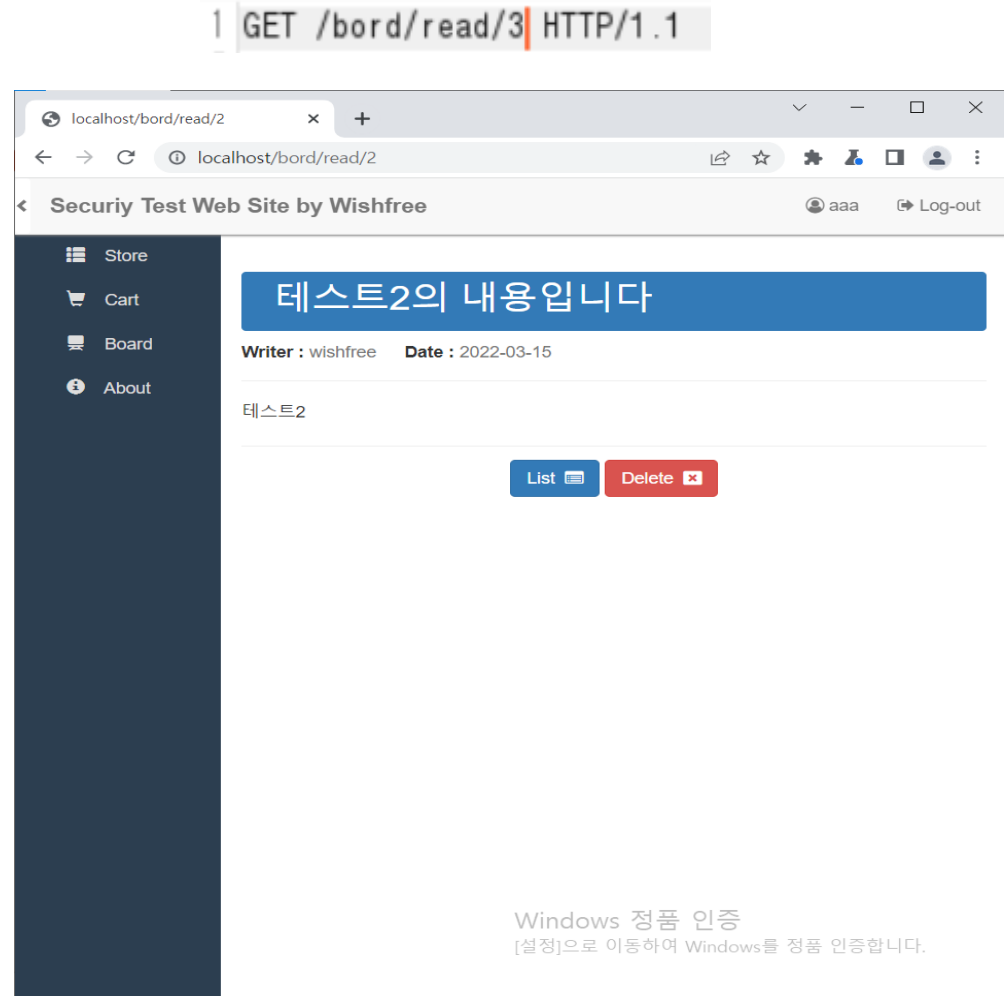 1 GET /bord/read/3 HTTP/1.1
localhost/bord/read/2
localhost/bord/read/2
Securiy Test Web Site by Wishfree aaa Log-out
Store
Cart
Board
About
테스트2의 내용입니다
Writer : wishfree Date : 2022-03-15
테스트2
List Delete
Windows 정품 인증
[설정]으로 이동하여 Windows를 정품 인증합니다.